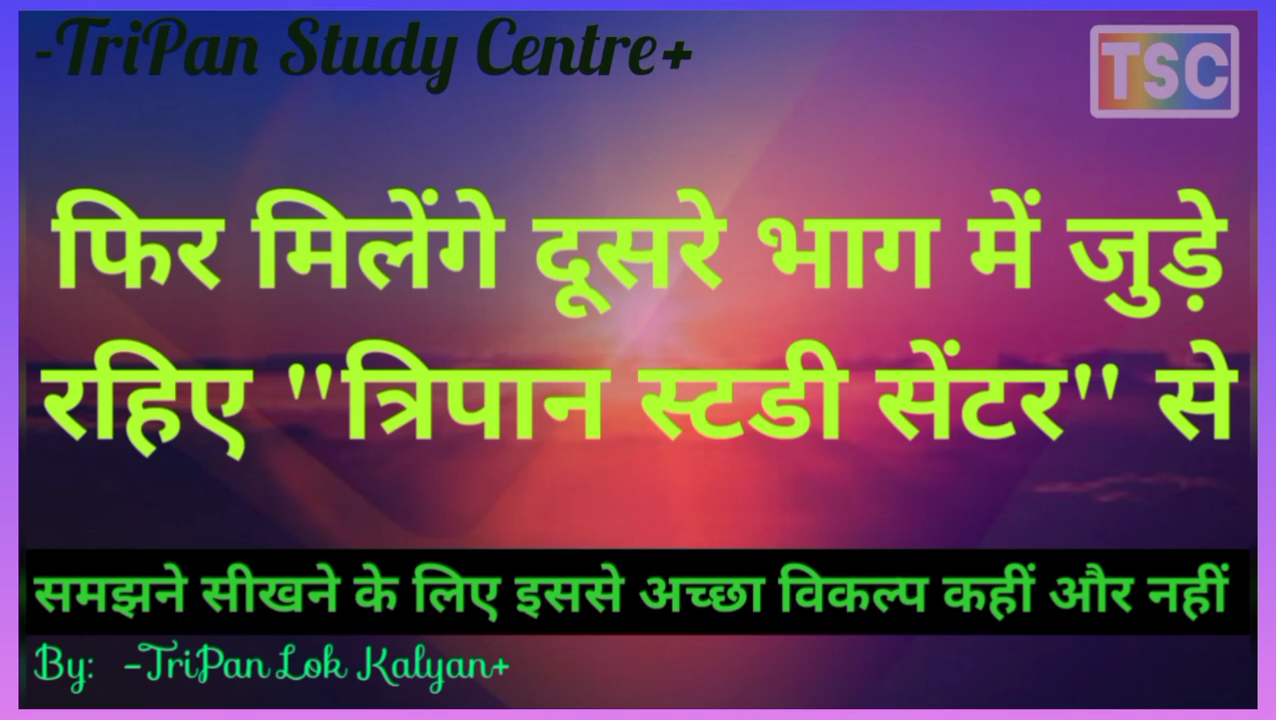 -TriPan Study Centre+
TSC
फिर मिलेंगे दूसरे भाग में जुड़े
रहिए "त्रिपान स्टडी सेंटर" से
समझने सीखने के लिए इससे अच्छा विकल्प कहीं और नहीं
By: -TriPan Lok Kalyan+